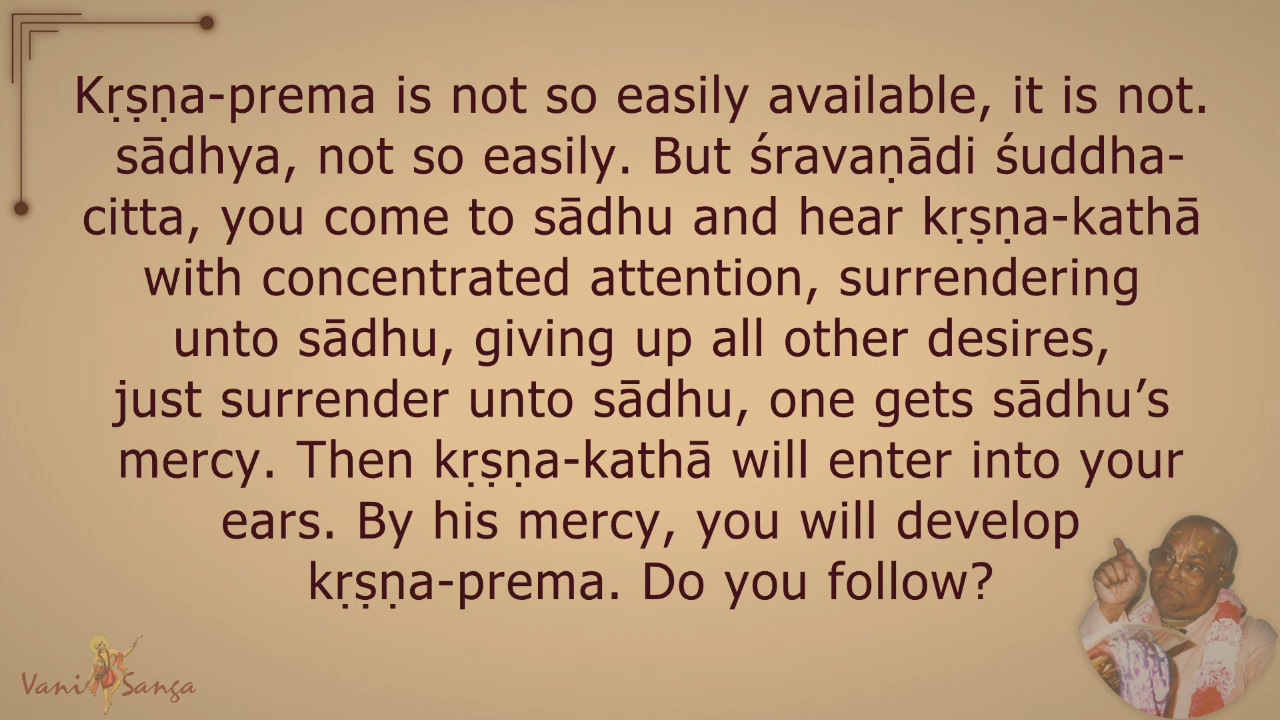 Kṛṣṇa-prema is not so easily available, it is not.
sādhya, not so easily. But śravaṇādi śuddha-
citta, you come to sādhu and hear kṛṣṇa-kathā
with concentrated attention, surrendering
unto sādhu, giving up all other desires,
just surrender unto sādhu, one gets sādhu’s
mercy. Then kṛṣṇa-kathā will enter into your
ears. By his mercy, you will develop
kṛṣṇa-prema. Do you follow?
Vani Sanga